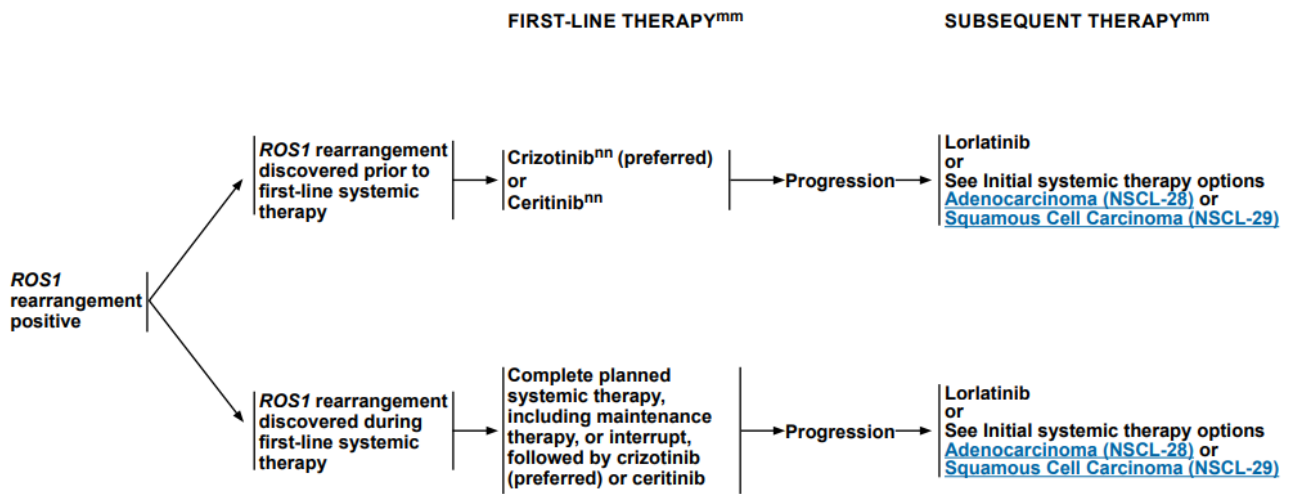 FIRST-LINE THERAPYmm
SUBSEQUENT THERAPYmm
ROS1
rearrangement
positive
ROS1 rearrangement
discovered prior to
first-line systemic
therapy
Crizotinibnn (preferred)
or
Ceritinibnn
Progression
Lorlatinib
or
See Initial systemic therapy options
Adenocarcinoma (NSCL-28) or
Squamous Cell Carcinoma (NSCL-29)
ROS1 rearrangement
discovered during
first-line systemic
therapy
Complete planned
systemic therapy,
including maintenance
therapy, or interrupt,
followed by crizotinib
(preferred) or ceritinib
Progression
Lorlatinib
or
See Initial systemic therapy options
Adenocarcinoma (NSCL-28) or
Squamous Cell Carcinoma (NSCL-29)